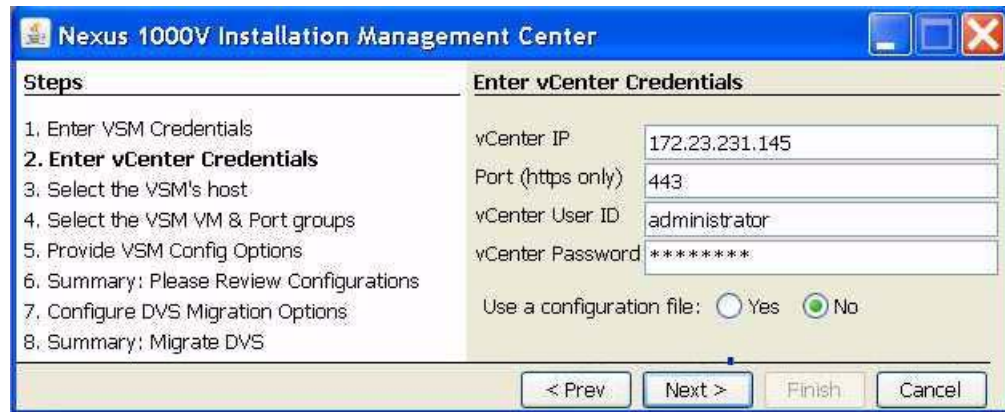 Nexus 1000V Installation Management Center
Steps
1. Enter VSM Credentials
2. Enter vCenter Credentials
3. Select the VSM's host
4. Select the VSM VM & Port groups
5. Provide VSM Config Options
6. Summary: Please Review Configurations
7. Configure DVS Migration Options
8. Summary: Migrate DVS
Enter vCenter Credentials
vCenter IP 172.23.231.145
Port (https only) 443
vCenter User ID administrator
vCenter Password ********
Use a configuration file: Yes No
< Prev Next > Finish Cancel